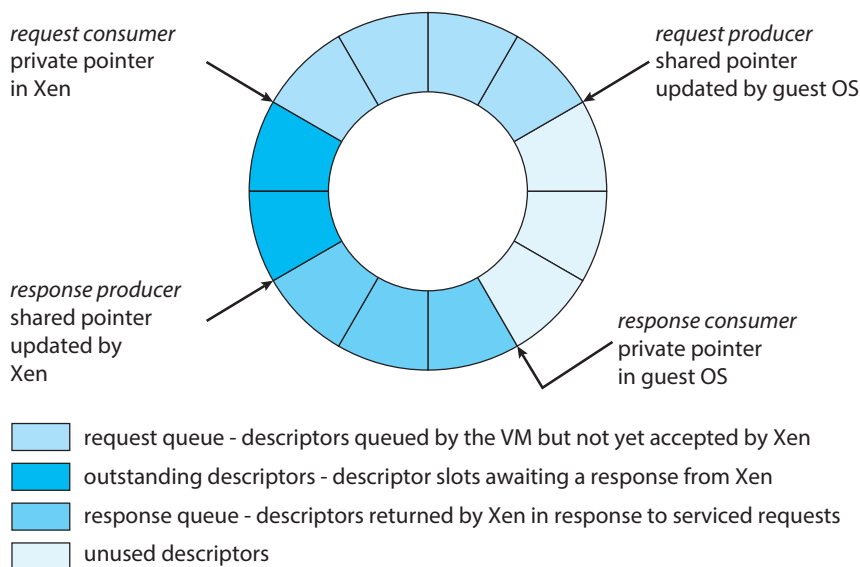 request consumer
private pointer
in Xen
request producer
shared pointer
updated by guest OS
response producer
shared pointer
updated by
Xen
response consumer
private pointer
in guest OS
request queue - descriptors queued by the VM but not yet accepted by Xen
outstanding descriptors - descriptor slots awaiting a response from Xen
response queue - descriptors returned by Xen in response to serviced requests
unused descriptors